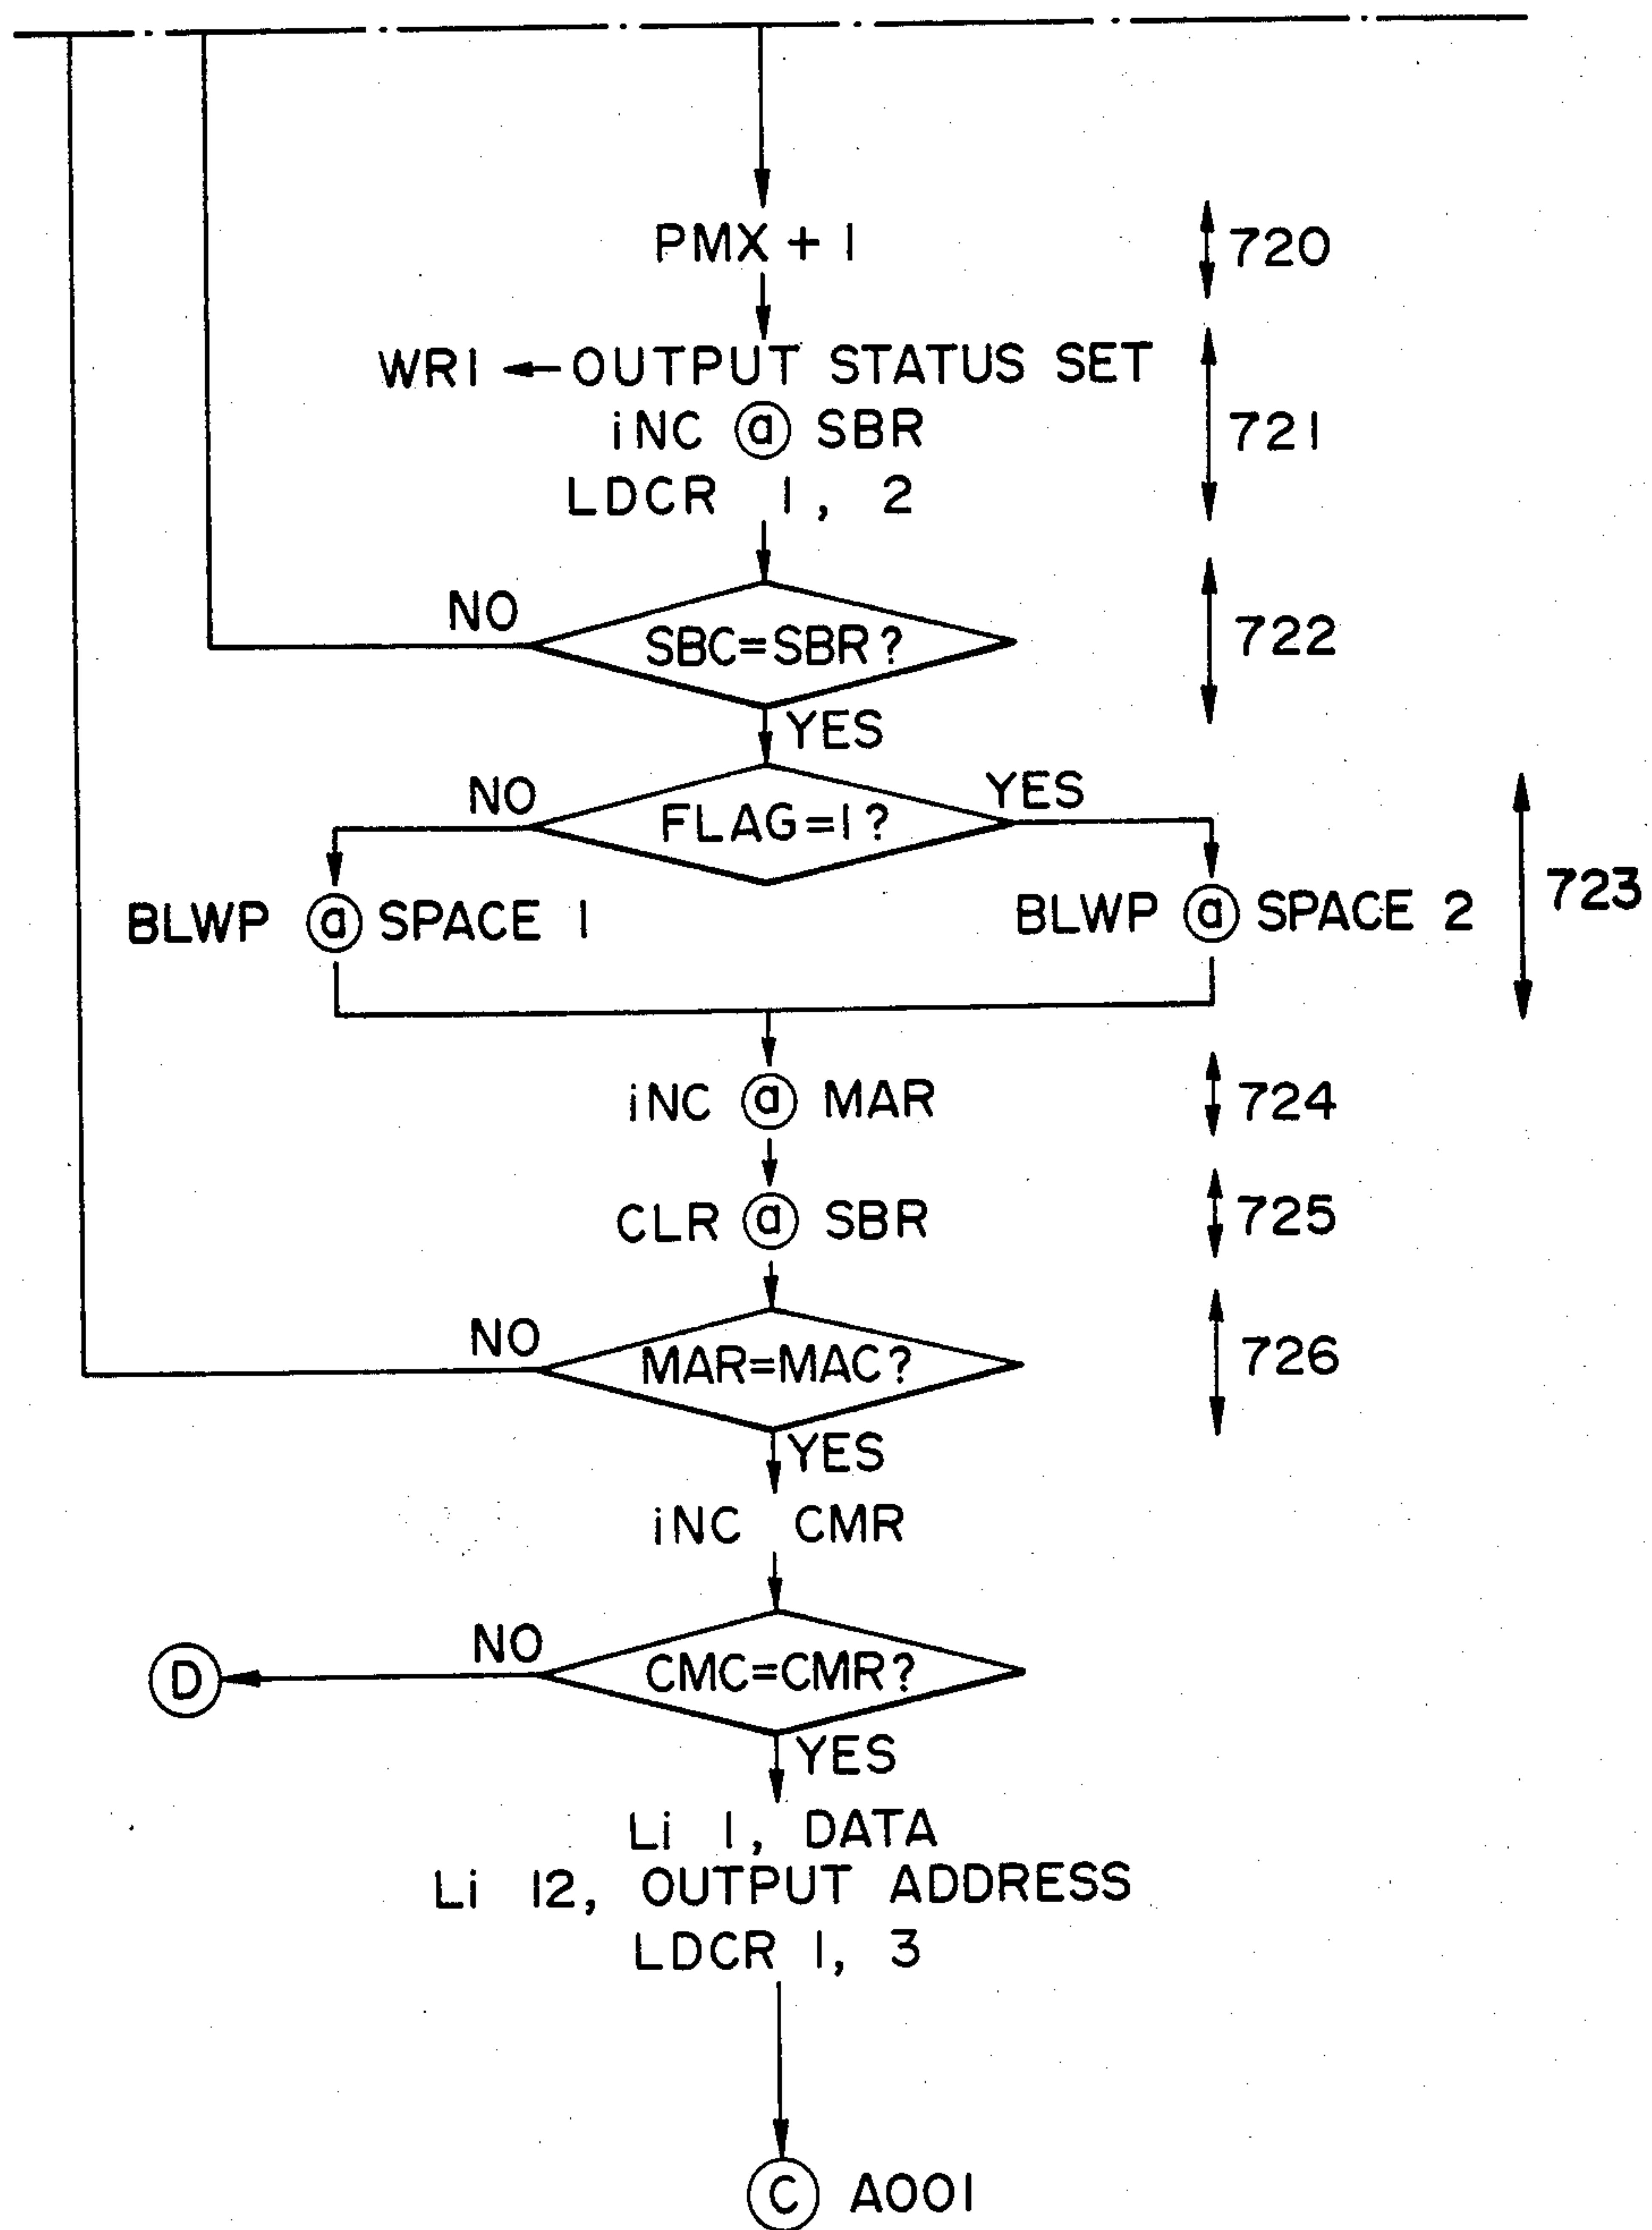 PMX + 1
720
WR1 ← OUTPUT STATUS SET
iNC @ SBR
721
LDCR 1, 2
NO
SBC=SBR?
722
YES
NO
FLAG=1?
YES
723
BLWP @ SPACE 1
BLWP @ SPACE 2
iNC @ MAR
724
CLR @ SBR
725
NO
MAR=MAC?
726
YES
iNC CMR
NO
D
CMC=CMR?
YES
Li 1, DATA
Li 12, OUTPUT ADDRESS
LDCR 1, 3
C A001